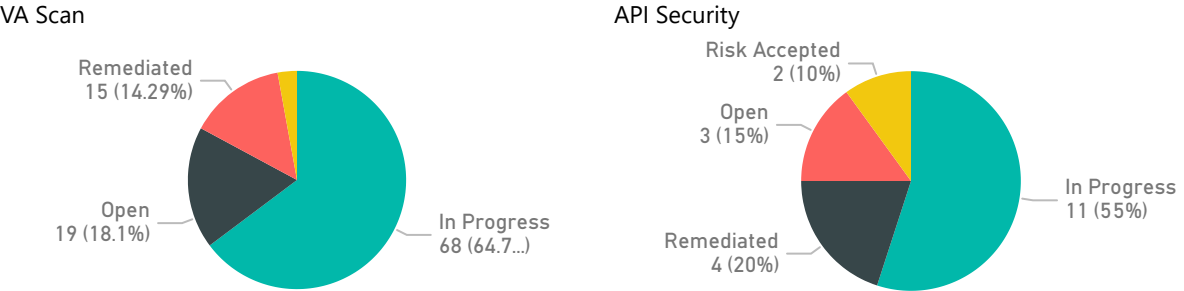 VA Scan
Remediated
15 (14.29%)
Open
19 (18.1%)
In Progress
68 (64.7...)
API Security
Risk Accepted
2 (10%)
Open
3 (15%)
Remediated
4 (20%)
In Progress
11 (55%)